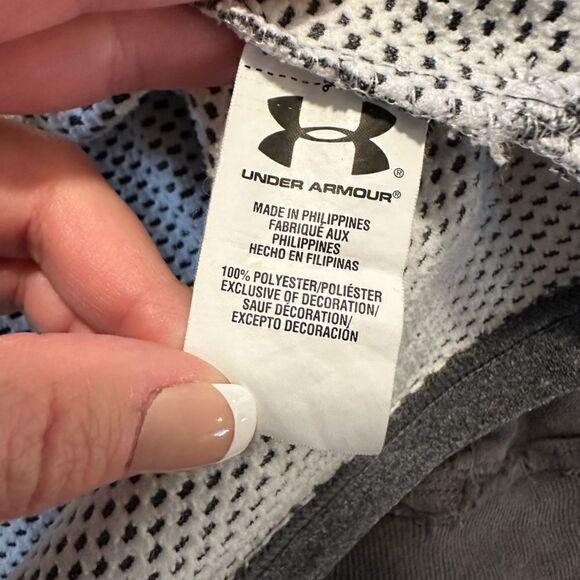 UNDER ARMOUR®
MADE IN PHILIPPINES
FABRIQUÉ AUX
PHILIPPINES
HECHO EN FILIPINAS
100% POLYESTER/POLIÉSTER
EXCLUSIVE OF DECORATION/
SAUF DÉCORATION/
EXCEPTO DECORACIÓN